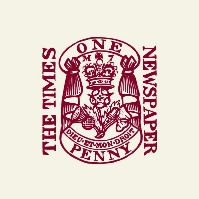 THE TIMES
ONE
DIEU·ET·MON·DROIT
PENNY
NEWSPAPER